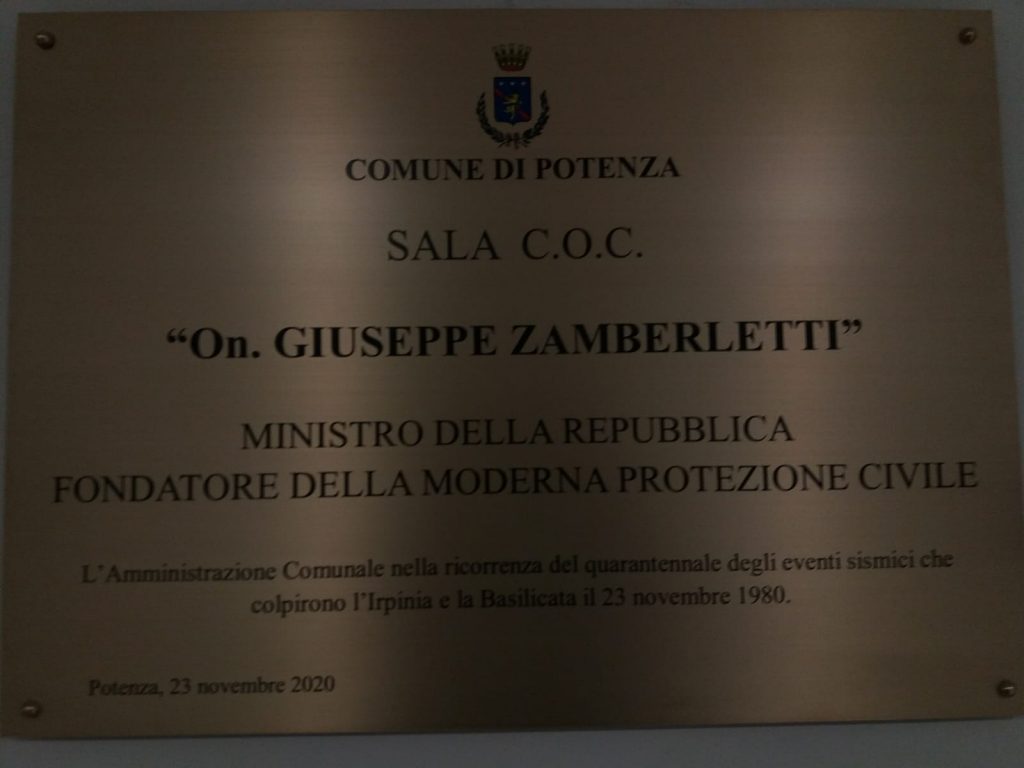 COMUNE DI POTENZA
SALA C.O.C.
“On. GIUSEPPE ZAMBERLETTI”
MINISTRO DELLA REPUBBLICA
FONDATORE DELLA MODERNA PROTEZIONE CIVILE
L'Amministrazione Comunale nella ricorrenza del quarantennale degli eventi sismici che
colpirono l'Irpinia e la Basilicata il 23 novembre 1980.
Potenza, 23 novembre 2020